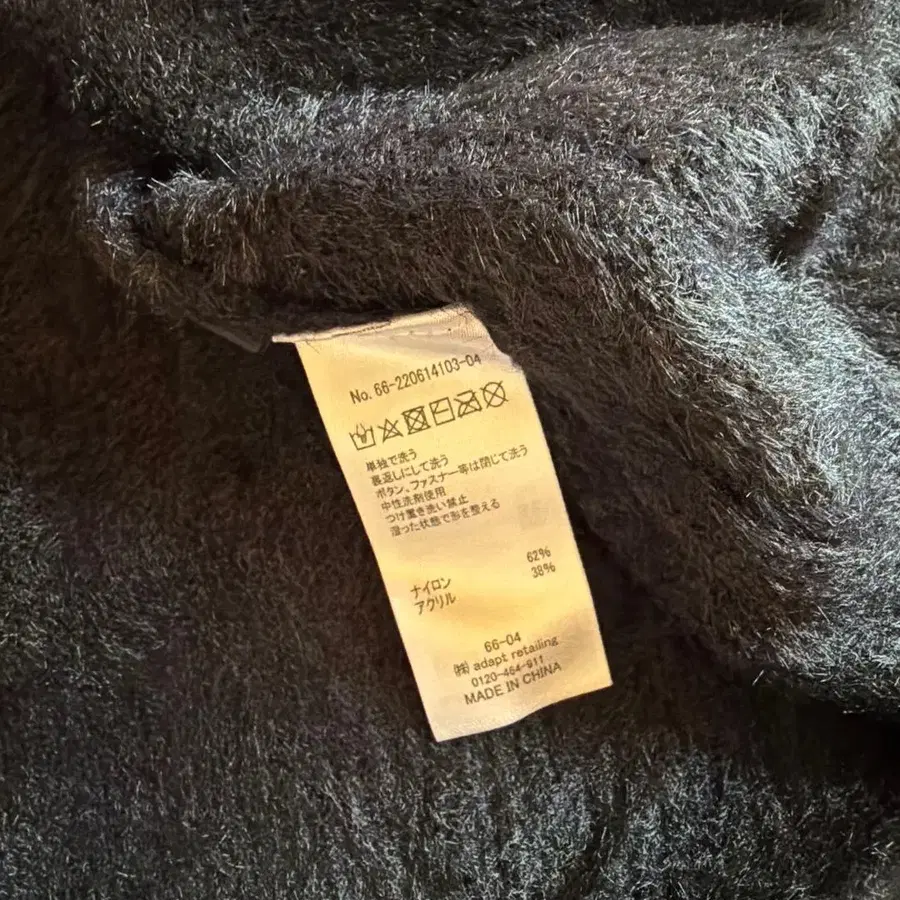 No. 66-220614103-04
単独で洗う
裏返しにして洗う
ボタン、ファスナー等は閉じて洗う
中性洗剤使用
つけ置き洗い禁止
湿った状態で形を整える
62%
ナイロン
38%
アクリル
66-04
㈱ adapt retailing
0120-464-911
MADE IN CHINA